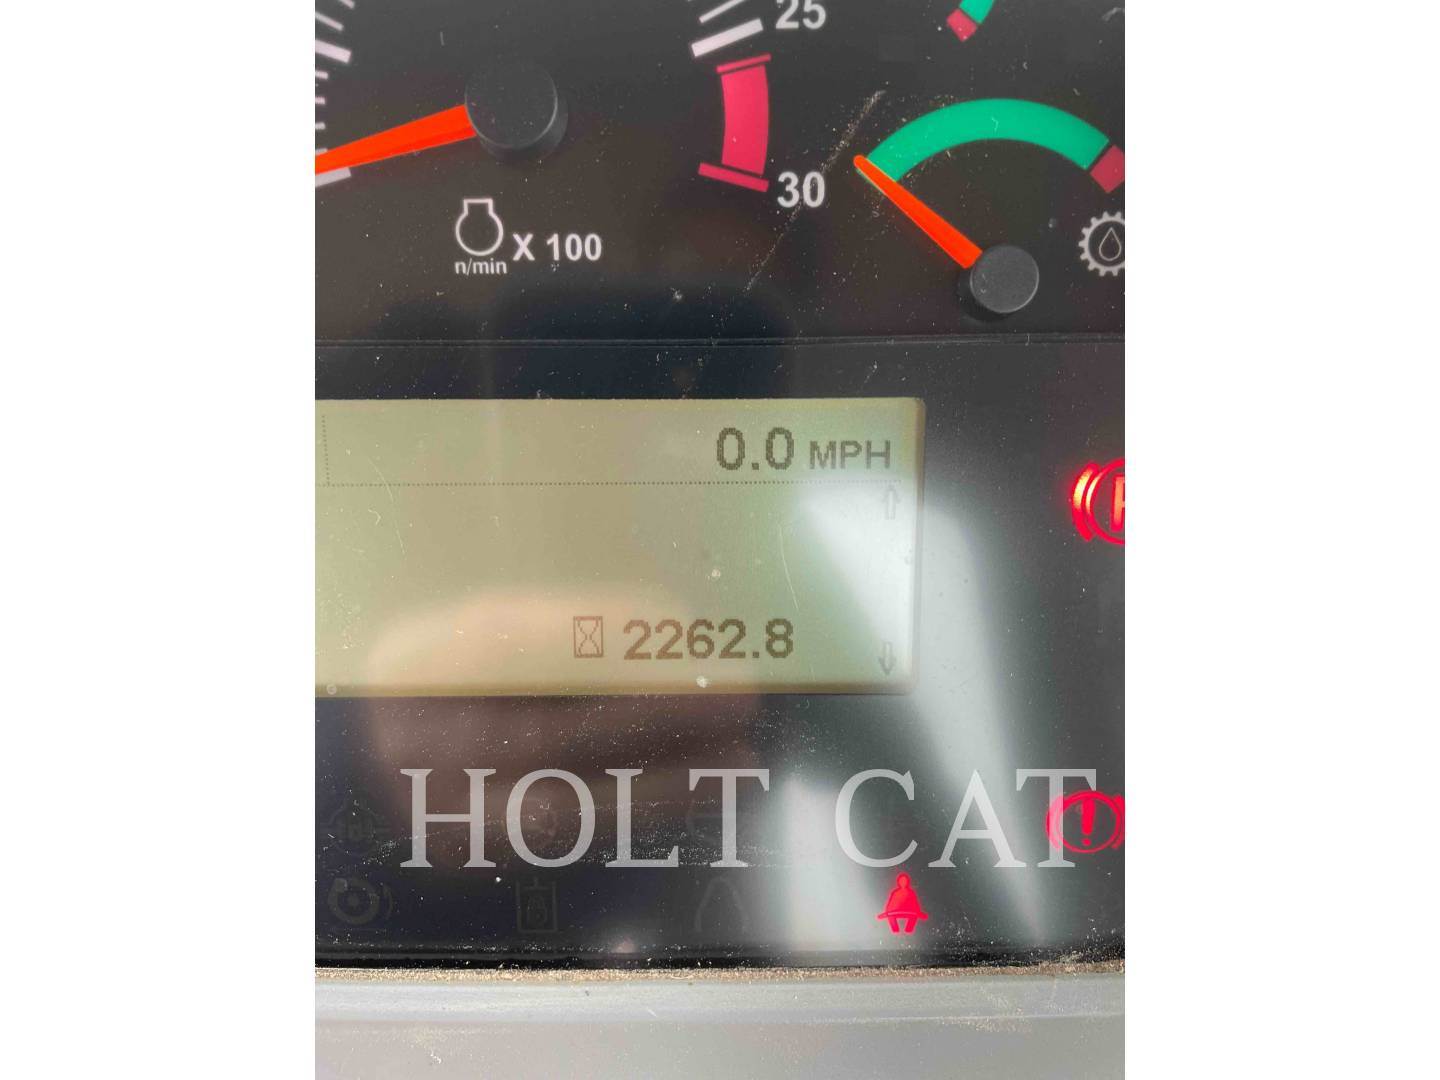 25
30
X 100
n/min
0.0 MPH
2262.8
HOLT CAT